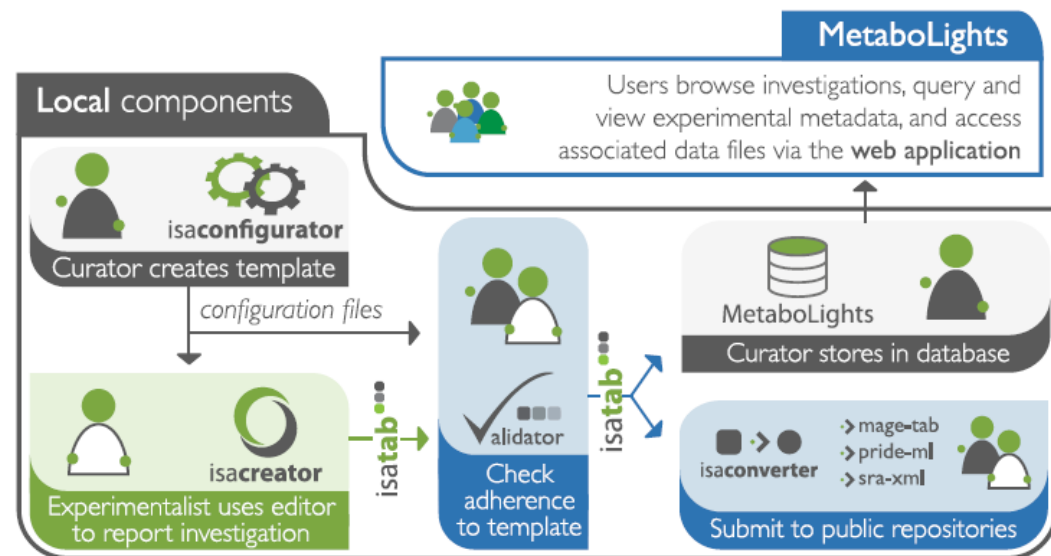 MetaboLights
Users browse investigations, query and
view experimental metadata, and access
associated data files via the web application
Local components
isaconfigurator
Curator creates template
configuration files
isacreator
Experimentalist uses editor
to report investigation
isatab
alidator
Check
adherence
to template
isatab
MetaboLights
Curator stores in database
isaconverter
mage-tab
pride-ml
sra-xml
Submit to public repositories